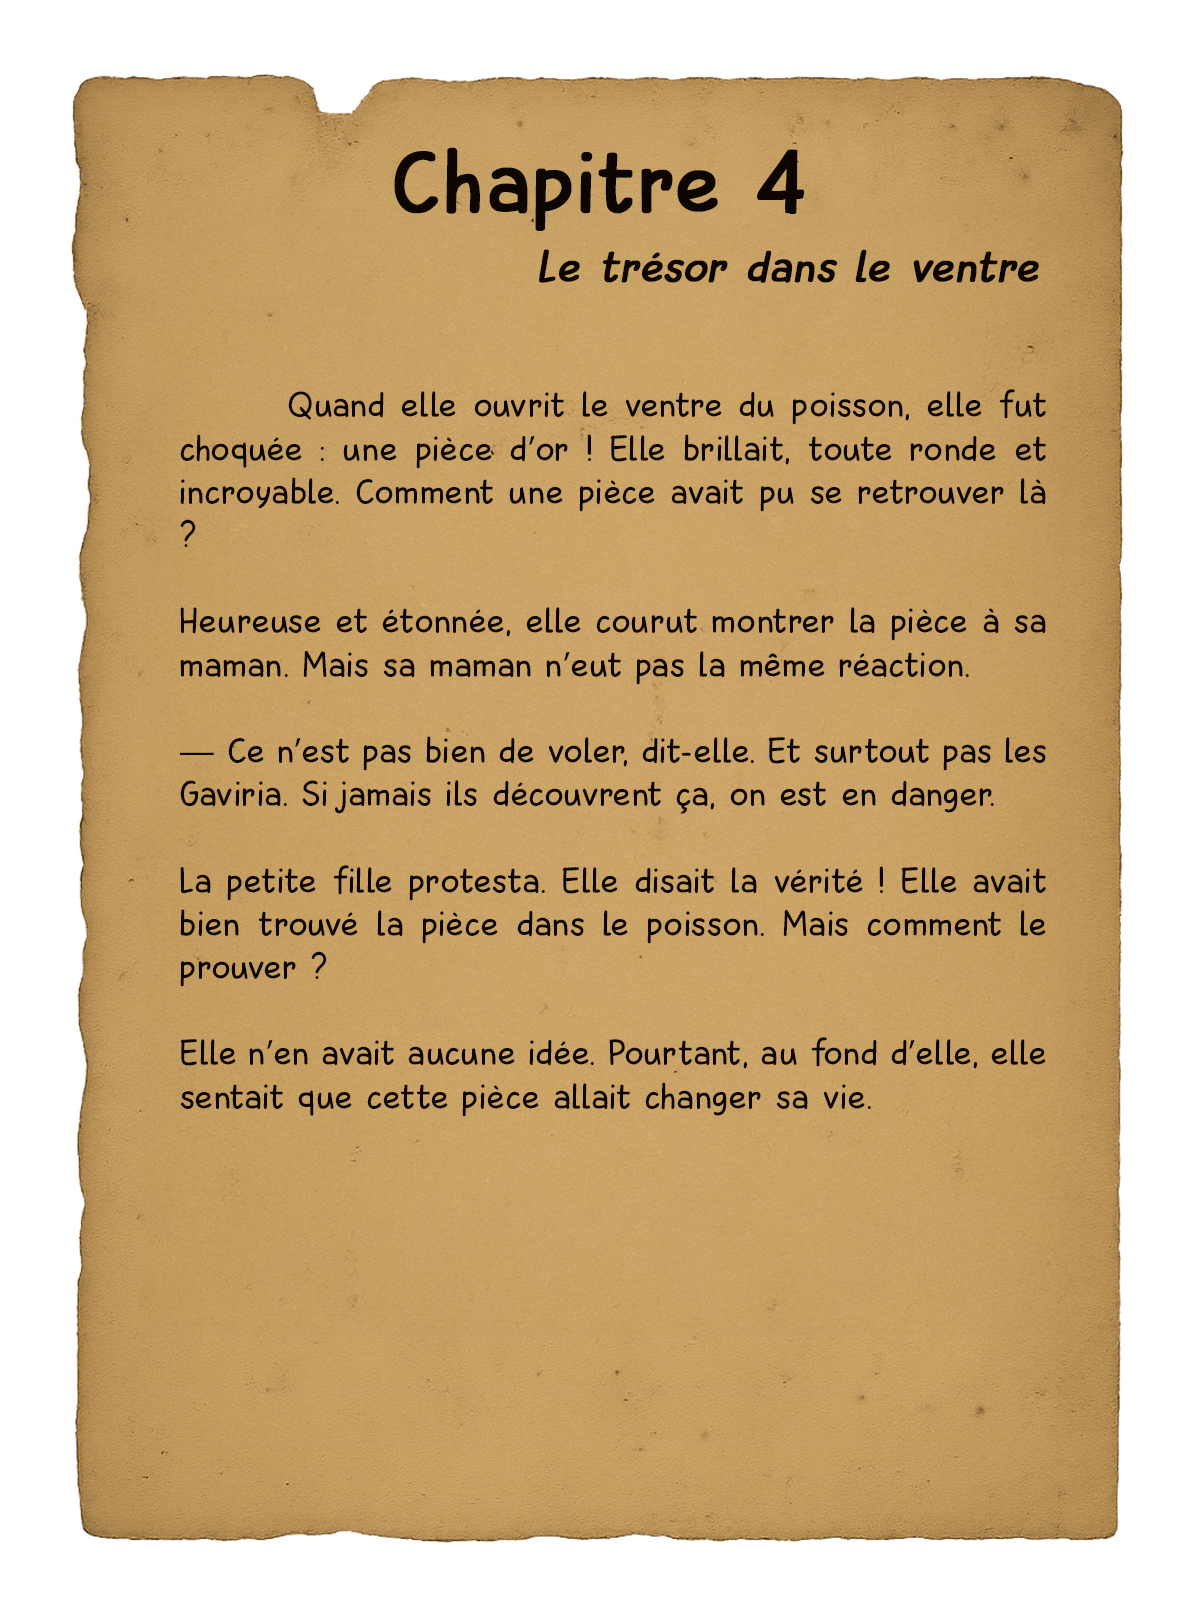 Chapitre 4
Le trésor dans le ventre
Quand elle ouvrit le ventre du poisson, elle fut
choquée : une pièce d’or ! Elle brillait, toute ronde et
incroyable. Comment une pièce avait pu se retrouver là
?
Heureuse et étonnée, elle courut montrer la pièce à sa
maman. Mais sa maman n’eut pas la même réaction.
— Ce n’est pas bien de voler, dit-elle. Et surtout pas les
Gaviria. Si jamais ils découvrent ça, on est en danger.
La petite fille protesta. Elle disait la vérité ! Elle avait
bien trouvé la pièce dans le poisson. Mais comment le
prouver ?
Elle n’en avait aucune idée. Pourtant, au fond d’elle, elle
sentait que cette pièce allait changer sa vie.